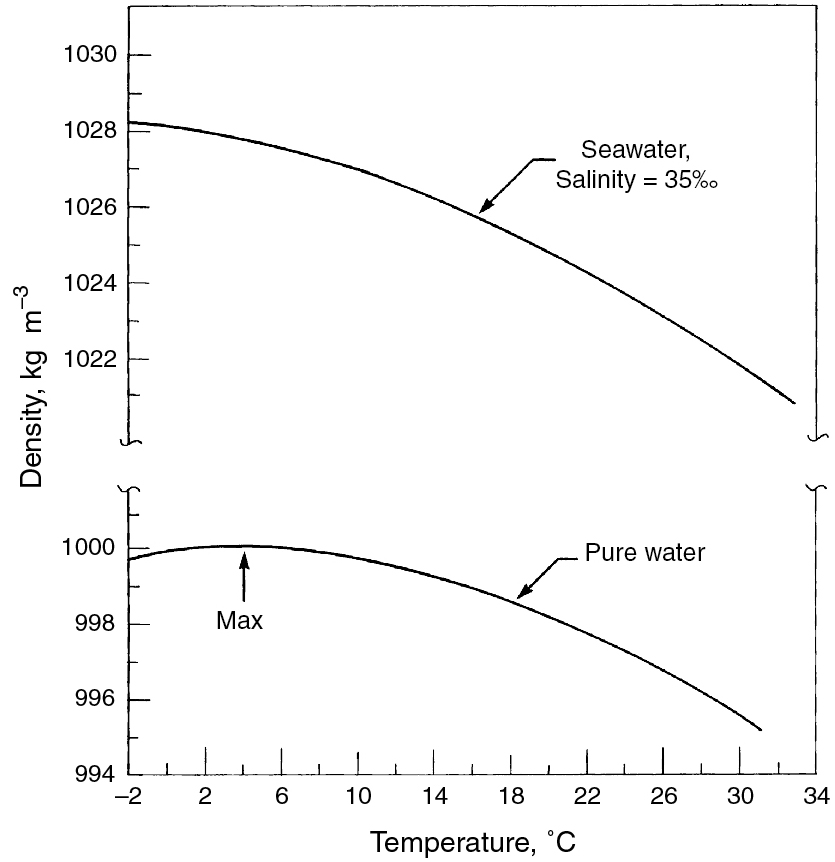 1030
1028
Seawater,
Salinity = 35‰
1026
1024
1022
Density, kg m⁻³
1000
Pure water
Max
998
996
994
−2 2 6 10 14 18 22 26 30 34
Temperature, °C